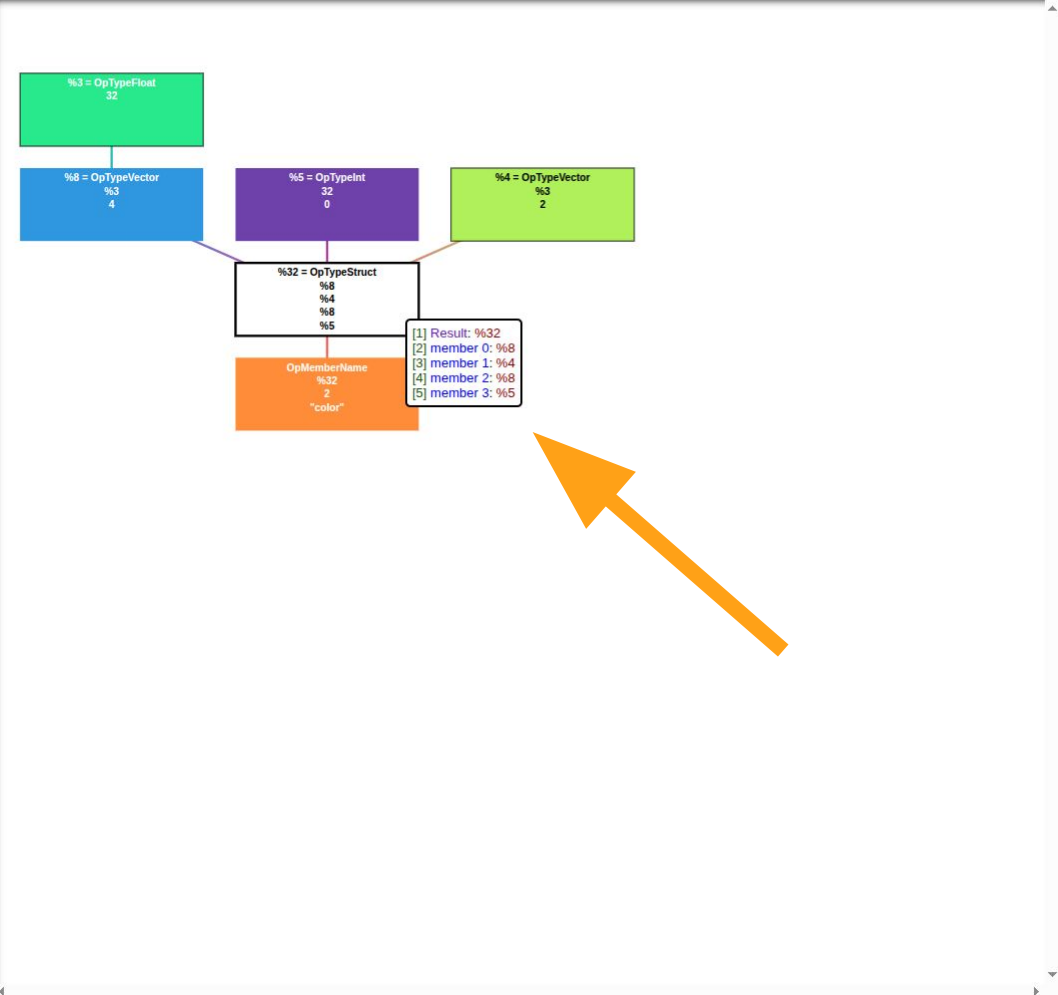 %3 = OpTypeFloat
32
%8 = OpTypeVector
%3
4
%5 = OpTypeInt
32
0
%4 = OpTypeVector
%3
2
%32 = OpTypeStruct
%8
%4
%8
%5
[1] Result: %32
[2] member 0: %8
[3] member 1: %4
[4] member 2: %8
[5] member 3: %5
OpMemberName
%32
2
"color"